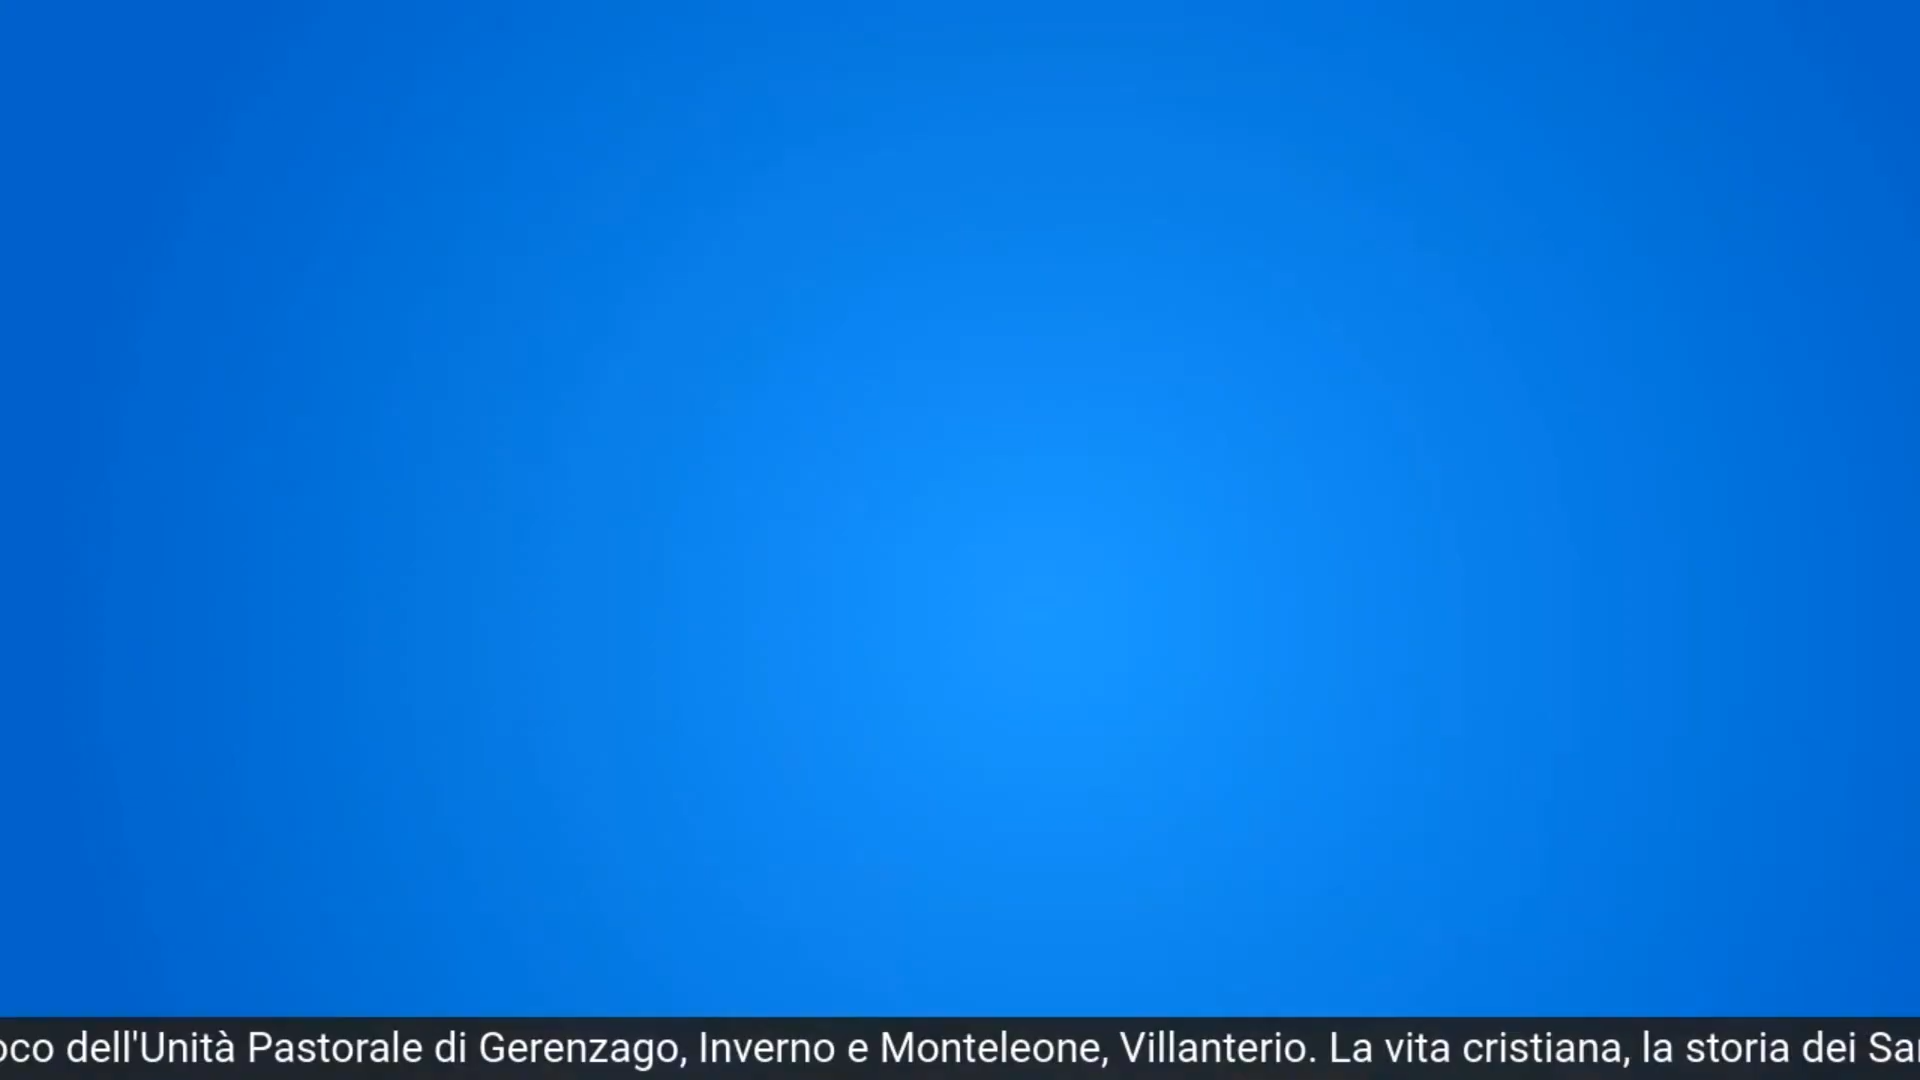 oco dell'Unità Pastorale di Gerenzago, Inverno e Monteleone, Villanterio. La vita cristiana, la storia dei Sa